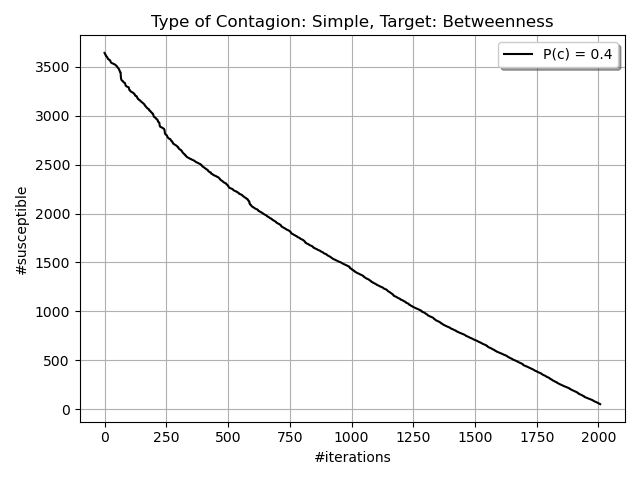 Type of Contagion: Simple, Target: Betweenness
P(c) = 0.4
#susceptible
3500
3000
2500
2000
1500
1000
500
0
0 250 500 750 1000 1250 1500 1750 2000
#iterations